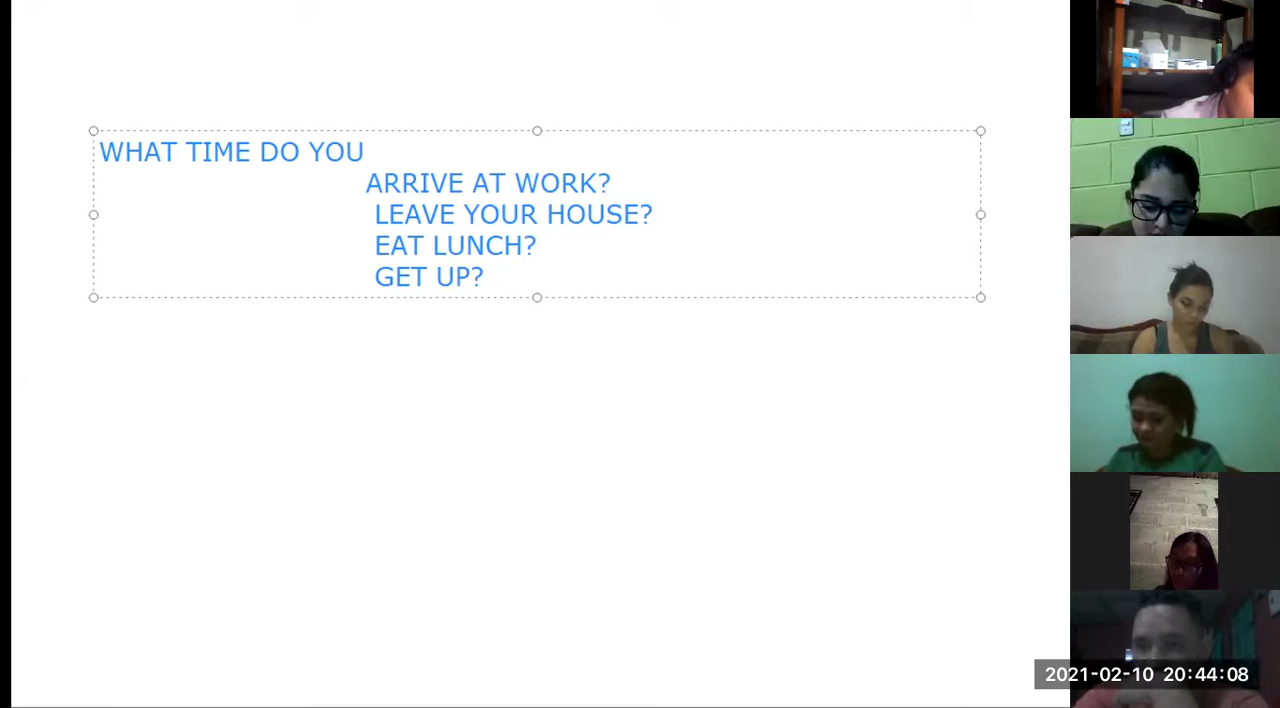 WHAT TIME DO YOU
ARRIVE AT WORK?
LEAVE YOUR HOUSE?
EAT LUNCH?
GET UP?
2021-02-10 20:44:08